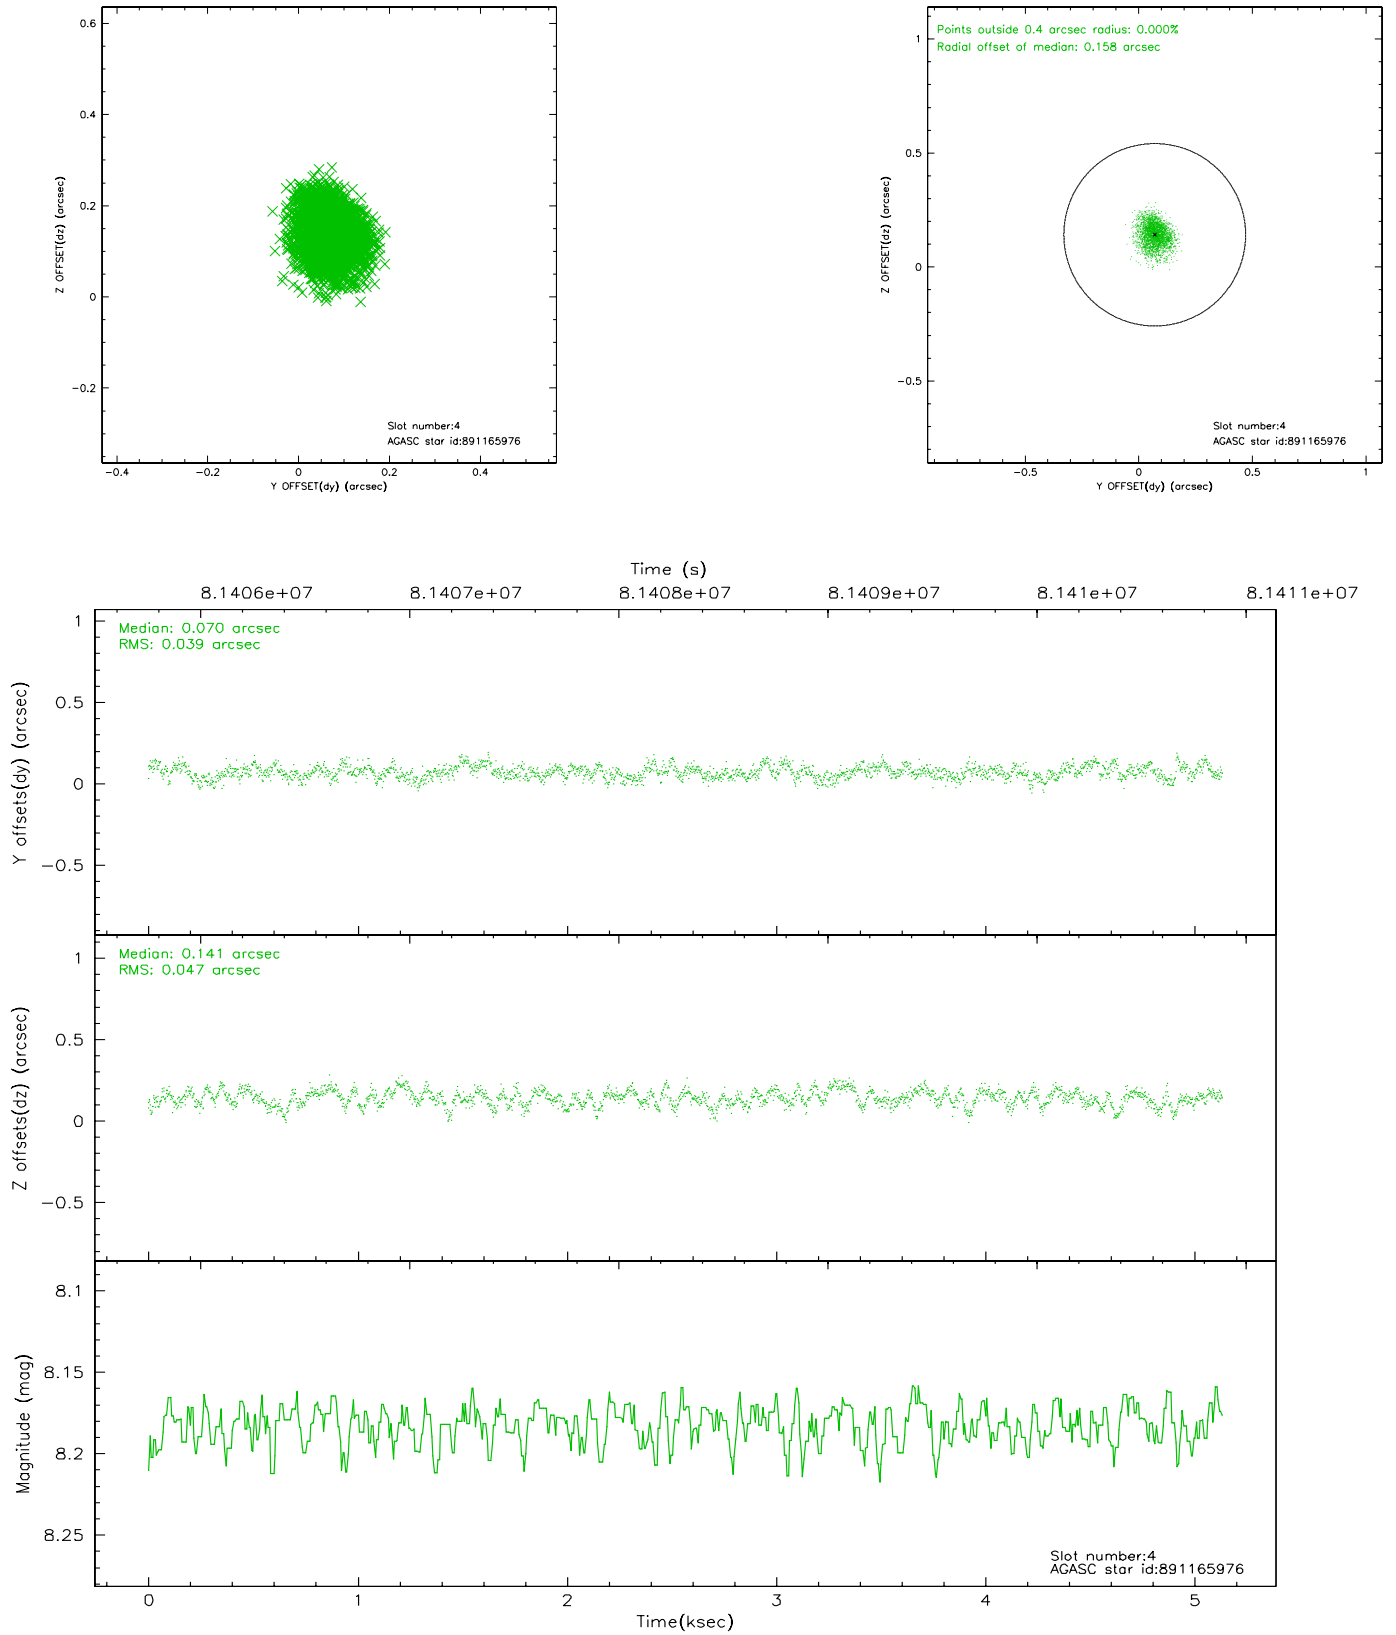 0.6
0.4
0.2
0
−0.2
Z OFFSET(dz) (arcsec)
Slot number:4
AGASC star id:891165976
−0.4 −0.2 0 0.2 0.4
Y OFFSET(dy) (arcsec)
Points outside 0.4 arcsec radius: 0.000%
Radial offset of median: 0.158 arcsec
1
0.5
0
−0.5
Z OFFSET(dz) (arcsec)
Slot number:4
AGASC star id:891165976
−0.5 0 0.5 1
Y OFFSET(dy) (arcsec)
Time (s)
8.1406e+07 8.1407e+07 8.1408e+07 8.1409e+07 8.141e+07 8.1411e+07
Median: 0.070 arcsec
RMS: 0.039 arcsec
1
0.5
0
−0.5
Y offsets(dy) (arcsec)
Median: 0.141 arcsec
RMS: 0.047 arcsec
1
0.5
0
−0.5
Z offsets(dz) (arcsec)
8.1
8.15
8.2
8.25
Magnitude (mag)
Slot number:4
AGASC star id:891165976
0 1 2 3 4 5
Time(ksec)